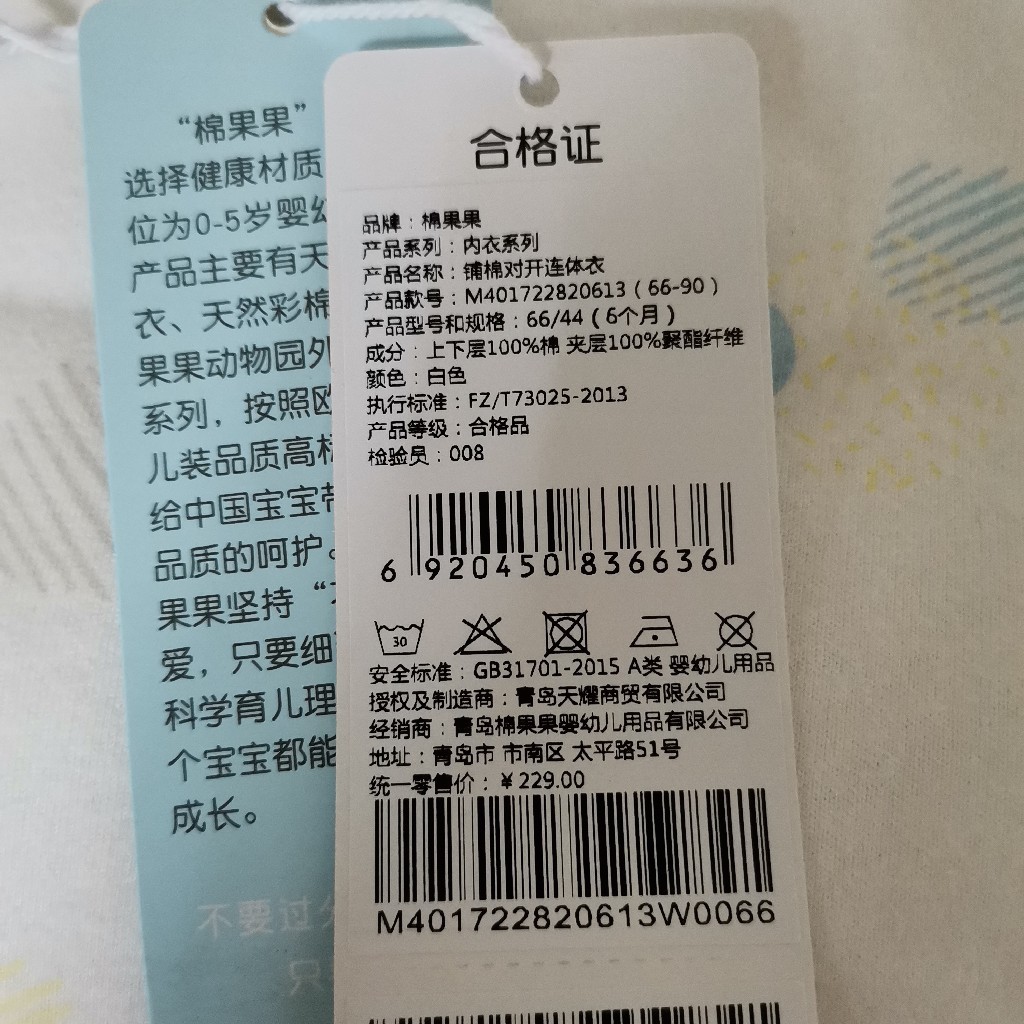 “棉果果”
选择健康材质
位为0-5岁婴幼
产品主要有天
衣、天然彩棉
果果动物园外
系列，按照欧
儿装品质高标
给中国宝宝带
品质的呵护。
果果坚持“
爱，只要细
科学育儿理
个宝宝都能
成长。
不要过分
只
合格证
品牌：棉果果
产品系列：内衣系列
产品名称：铺棉对开连体衣
产品款号：M401722820613（66-90）
产品型号和规格：66/44（6个月）
成分：上下层100%棉 夹层100%聚酯纤维
颜色：白色
执行标准：FZ/T73025-2013
产品等级：合格品
检验员：008
6 920450 836636
30
安全标准：GB31701-2015 A类 婴幼儿用品
授权及制造商：青岛天耀商贸有限公司
经销商：青岛棉果果婴幼儿用品有限公司
地址：青岛市 市南区 太平路51号
统一零售价：￥229.00
M401722820613W0066